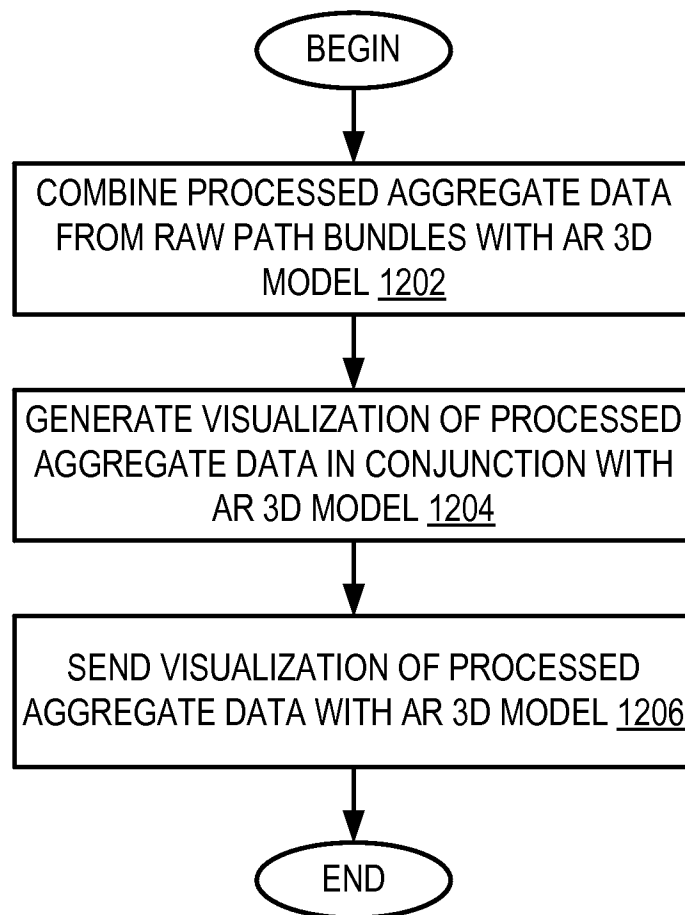 BEGIN
COMBINE PROCESSED AGGREGATE DATA
FROM RAW PATH BUNDLES WITH AR 3D
MODEL 1202
GENERATE VISUALIZATION OF PROCESSED
AGGREGATE DATA IN CONJUNCTION WITH
AR 3D MODEL 1204
SEND VISUALIZATION OF PROCESSED
AGGREGATE DATA WITH AR 3D MODEL 1206
END